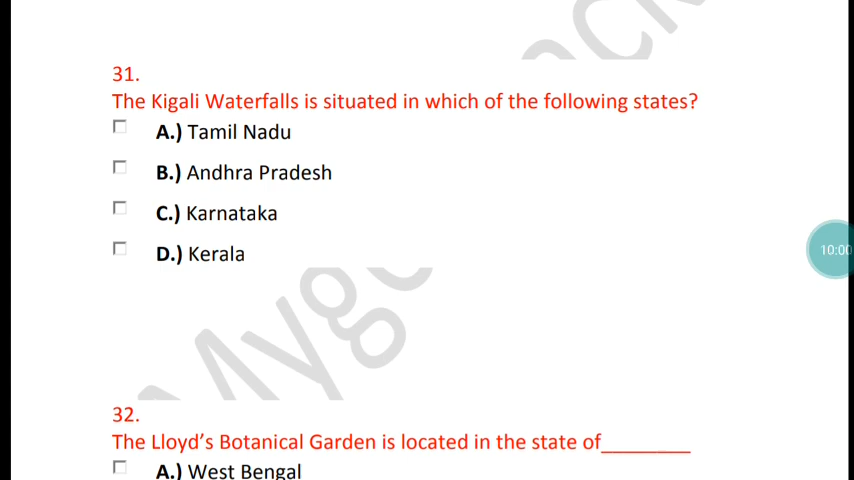 31.
The Kigali Waterfalls is situated in which of the following states?
A.) Tamil Nadu
B.) Andhra Pradesh
C.) Karnataka
D.) Kerala
10:00
32.
The Lloyd's Botanical Garden is located in the state of________
A.) West Bengal